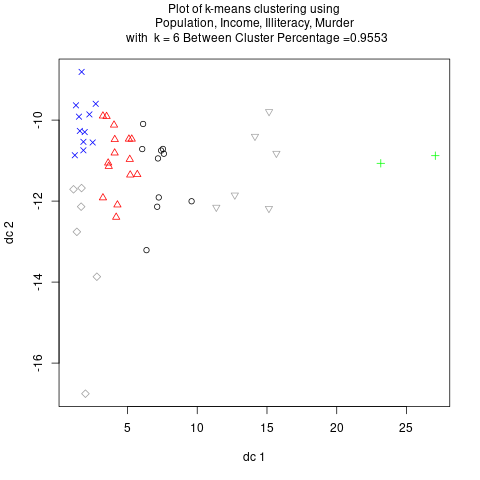 Plot of k-means clustering using
Population, Income, Illiteracy, Murder
with k = 6 Between Cluster Percentage =0.9553
-10
-12
-14
-16
dc 2
5 10 15 20 25
dc 1